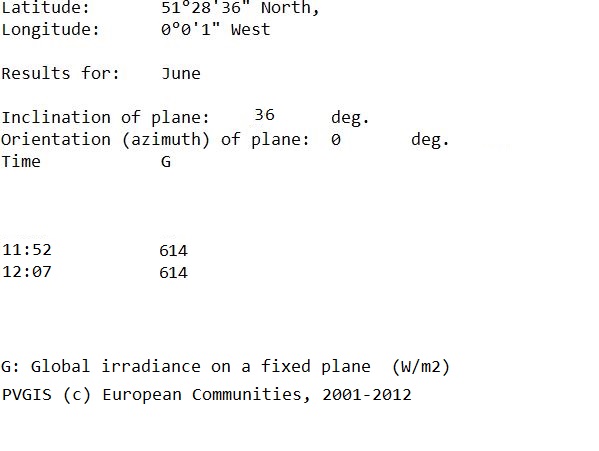 Latitude: 51°28'36" North,
Longitude: 0°0'1" West
Results for: June
Inclination of plane: 36 deg.
Orientation (azimuth) of plane: 0 deg.
Time G
11:52 614
12:07 614
G: Global irradiance on a fixed plane (W/m2)
PVGIS (c) European Communities, 2001-2012